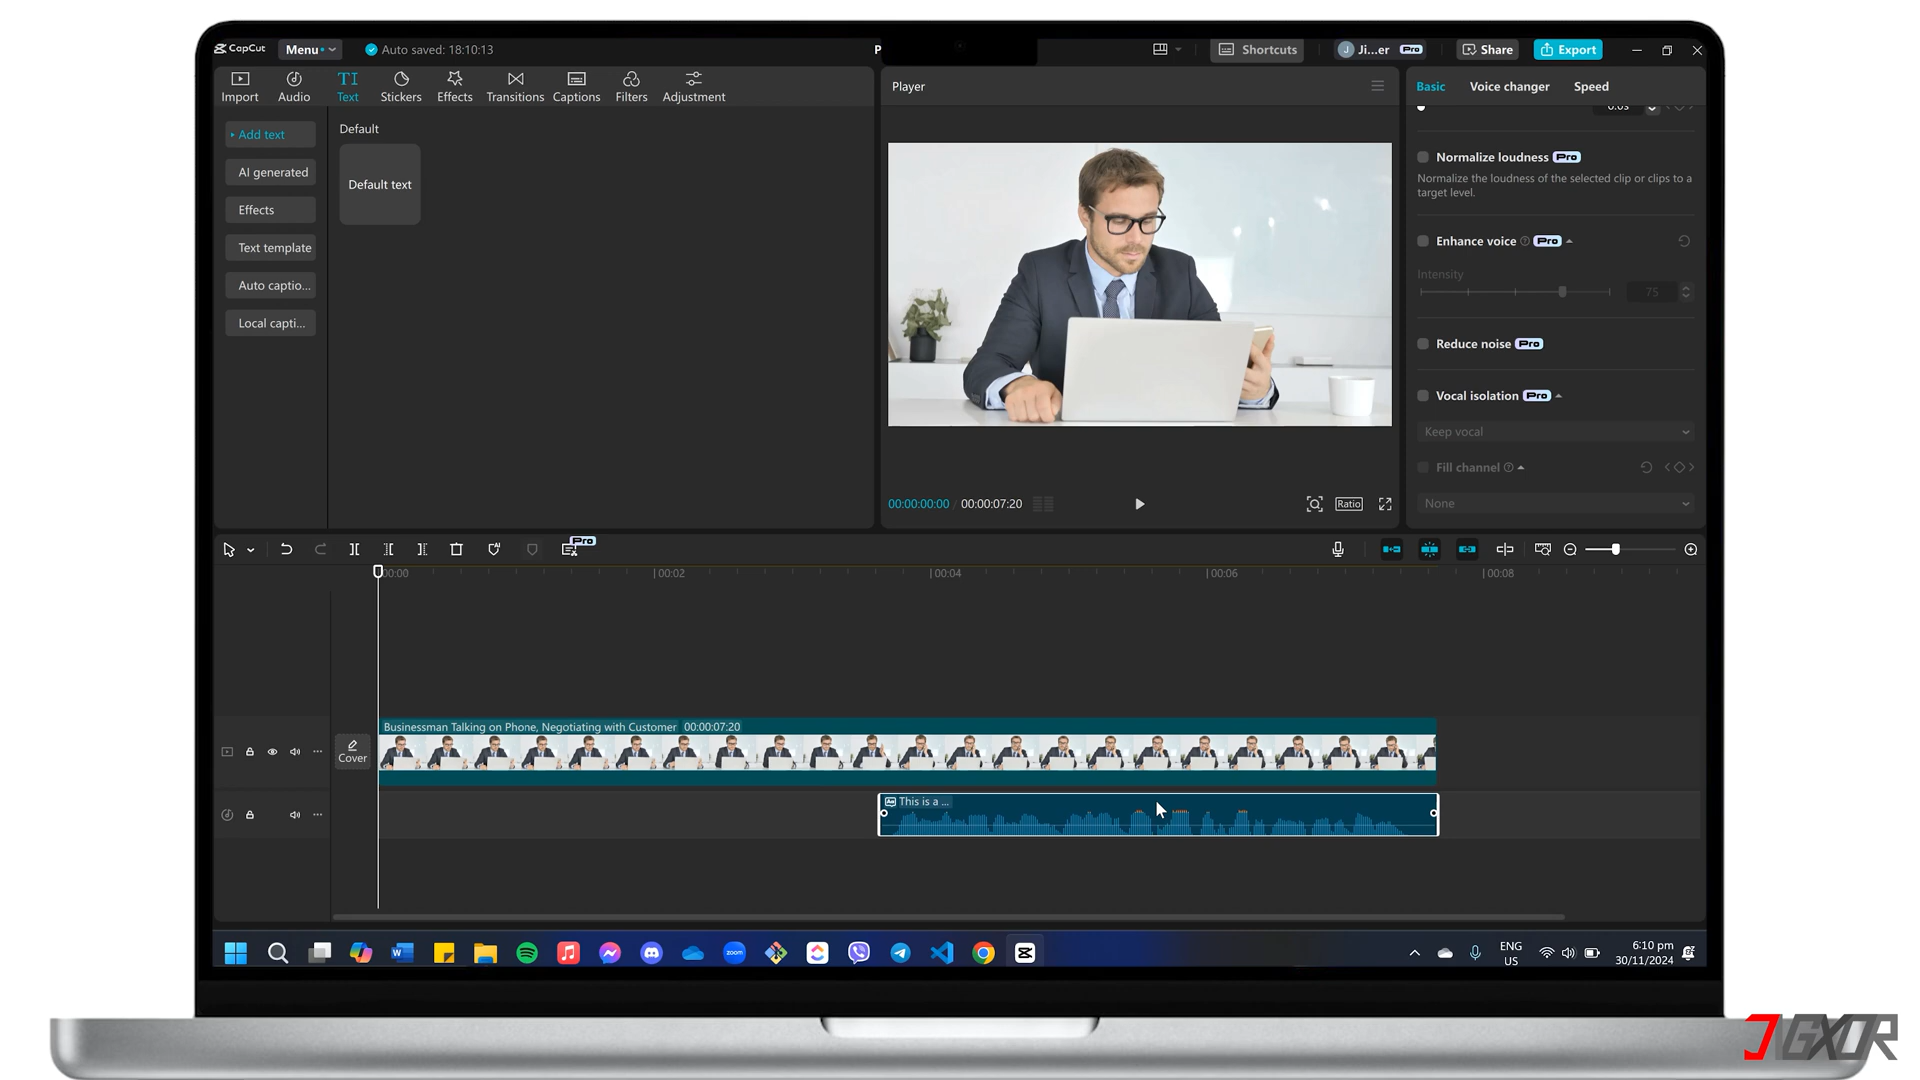 CapCut
Menu
Auto saved: 18:10:13
P
Shortcuts
J
Ji...er
Pro
Share
Export
Import
Audio
TI
Text
Stickers
Effects
Transitions
Captions
Filters
Adjustment
Add text
AI generated
Effects
Text template
Auto captio...
Local capti...
Default
Default text
Player
00:00:00:00 / 00:00:07:20
Ratio
Basic
Voice changer
Speed
0.0s
Normalize loudness Pro
Normalize the loudness of the selected clip or clips to a
target level.
Enhance voice Pro
Intensity
75
Reduce noise Pro
Vocal isolation Pro
Keep vocal
Fill channel
None
Pro
00:00
00:02
00:04
00:06
00:08
Businessman Talking on Phone, Negotiating with Customer 00:00:07:20
Cover
This is a ...
zoom
ENG
US
6:10 pm
30/11/2024
JGXOR